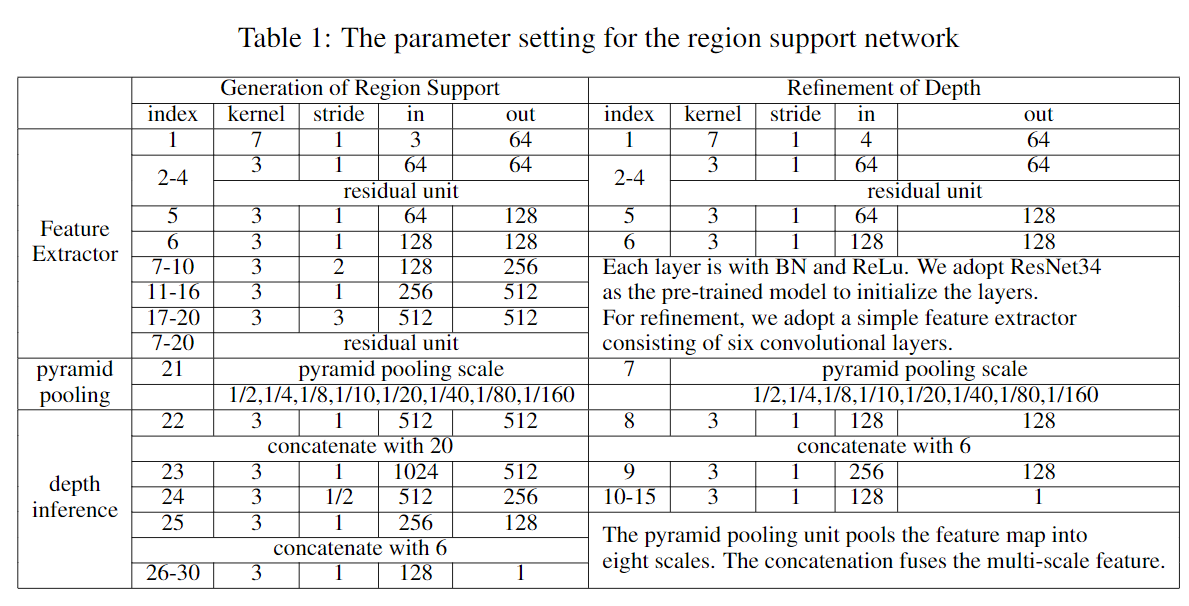 Table 1: The parameter setting for the region support network
Generation of Region Support Refinement of Depth
index kernel stride in out index kernel stride in out
Feature Extractor
1 7 1 3 64 1 7 1 4 64
2-4 3 1 64 64 2-4 3 1 64 64
residual unit residual unit
5 3 1 64 128 5 3 1 64 128
6 3 1 128 128 6 3 1 128 128
7-10 3 2 128 256 Each layer is with BN and ReLu. We adopt ResNet34
11-16 3 1 256 512 as the pre-trained model to initialize the layers.
17-20 3 3 512 512 For refinement, we adopt a simple feature extractor
7-20 residual unit consisting of six convolutional layers.
pyramid pooling
21 pyramid pooling scale 7 pyramid pooling scale
1/2,1/4,1/8,1/10,1/20,1/40,1/80,1/160 1/2,1/4,1/8,1/10,1/20,1/40,1/80,1/160
depth inference
22 3 1 512 512 8 3 1 128 128
concatenate with 20 concatenate with 6
23 3 1 1024 512 9 3 1 256 128
24 3 1/2 512 256 10-15 3 1 128 1
25 3 1 256 128 The pyramid pooling unit pools the feature map into
concatenate with 6 eight scales. The concatenation fuses the multi-scale feature.
26-30 3 1 128 1